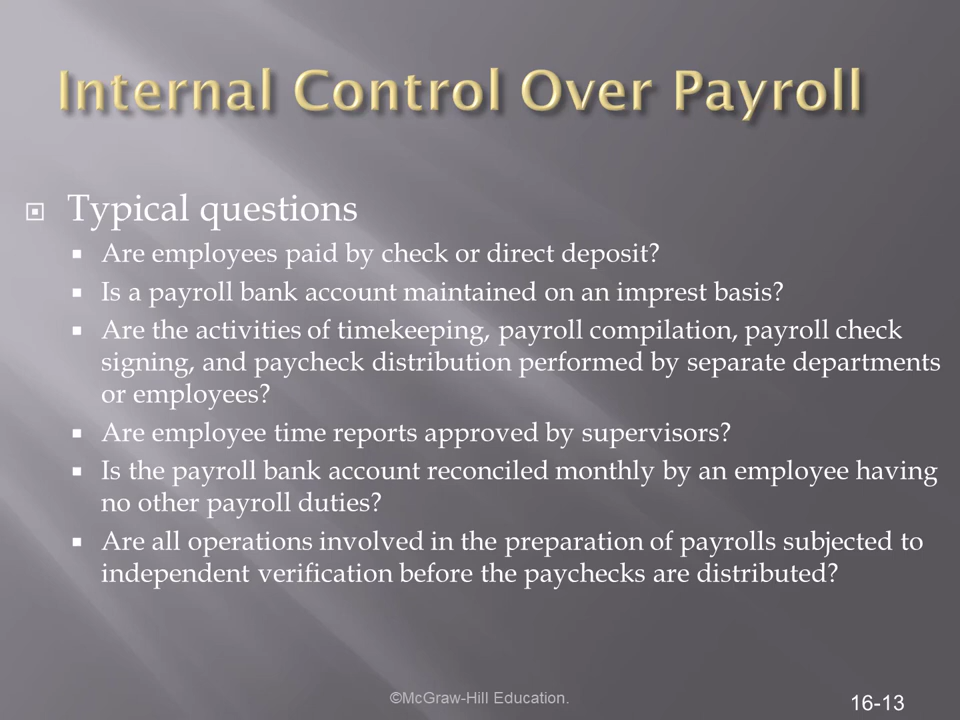 Internal Control Over Payroll
Typical questions
Are employees paid by check or direct deposit?
Is a payroll bank account maintained on an imprest basis?
Are the activities of timekeeping, payroll compilation, payroll check
signing, and paycheck distribution performed by separate departments
or employees?
Are employee time reports approved by supervisors?
Is the payroll bank account reconciled monthly by an employee having
no other payroll duties?
Are all operations involved in the preparation of payrolls subjected to
independent verification before the paychecks are distributed?
©McGraw-Hill Education.
16-13